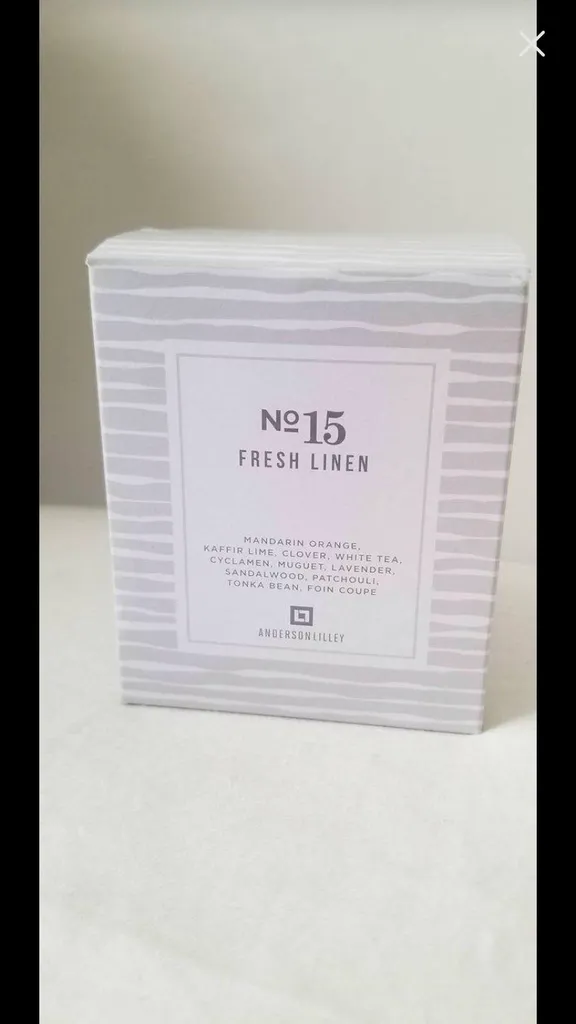 Nº15
FRESH LINEN
MANDARIN ORANGE,
KAFFIR LIME, CLOVER, WHITE TEA,
CYCLAMEN, MUGUET, LAVENDER,
SANDALWOOD, PATCHOULI,
TONKA BEAN, FOIN COUPE
ANDERSONLILLEY